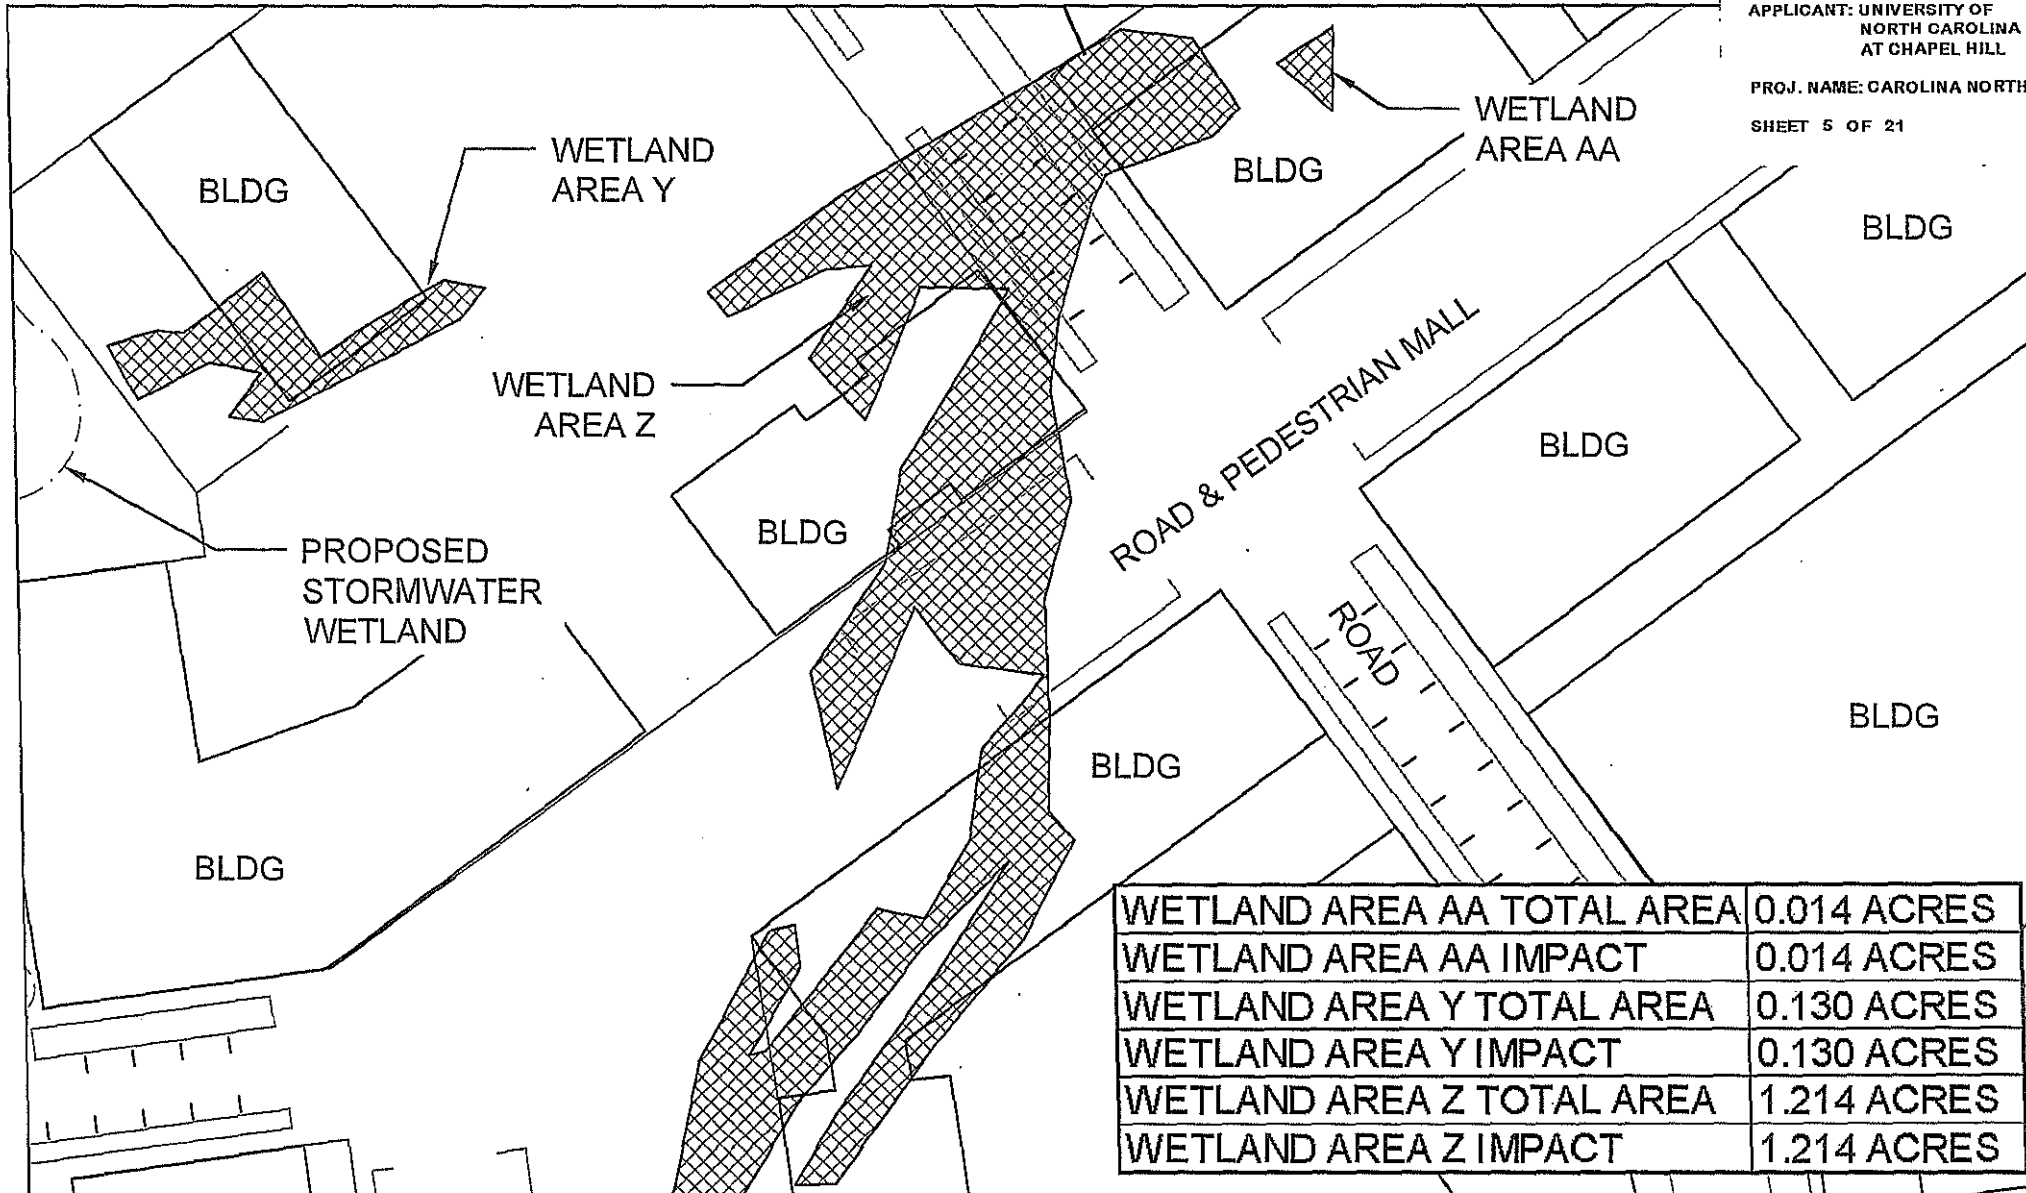 APPLICANT: UNIVERSITY OF
NORTH CAROLINA
AT CHAPEL HILL
PROJ. NAME: CAROLINA NORTH
SHEET 5 OF 21
WETLAND
AREA AA
WETLAND
AREA Y
BLDG
BLDG
BLDG
WETLAND
AREA Z
ROAD & PEDESTRIAN MALL
BLDG
BLDG
PROPOSED
STORMWATER
WETLAND
ROAD
BLDG
BLDG
BLDG
WETLAND AREA AA TOTAL AREA 0.014 ACRES
WETLAND AREA AA IMPACT 0.014 ACRES
WETLAND AREA Y TOTAL AREA 0.130 ACRES
WETLAND AREA Y IMPACT 0.130 ACRES
WETLAND AREA Z TOTAL AREA 1.214 ACRES
WETLAND AREA Z IMPACT 1.214 ACRES